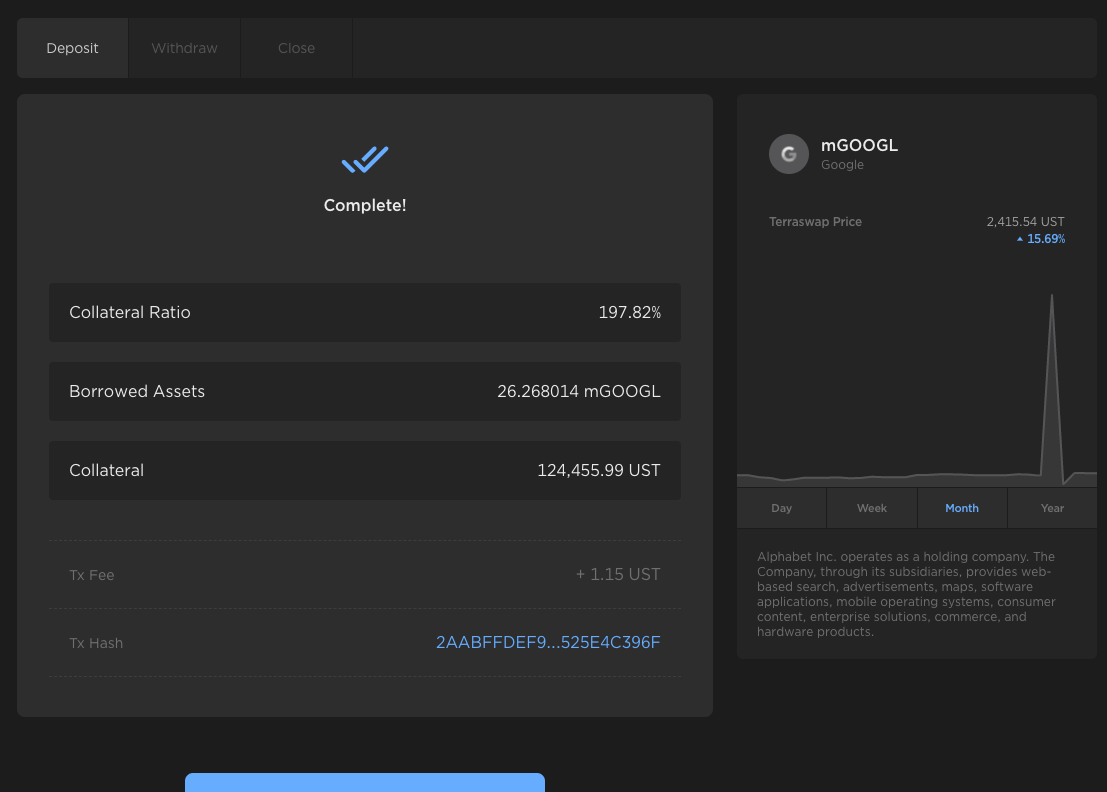 Deposit
Withdraw
Close
Complete!
Collateral Ratio 197.82%
Borrowed Assets 26.268014 mGOOGL
Collateral 124,455.99 UST
Tx Fee + 1.15 UST
Tx Hash 2AABFFDEF9...525E4C396F
G
mGOOGL
Google
Terraswap Price 2,415.54 UST
15.69%
Day Week Month Year
Alphabet Inc. operates as a holding company. The
Company, through its subsidiaries, provides web-
based search, advertisements, maps, software
applications, mobile operating systems, consumer
content, enterprise solutions, commerce, and
hardware products.